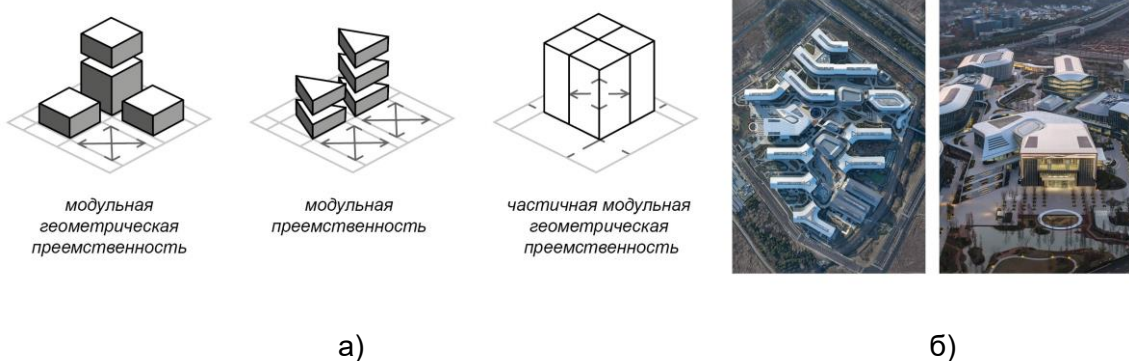 модульная
геометрическая
преемственность
модульная
преемственность
частичная модульная
геометрическая
преемственность
а)
б)